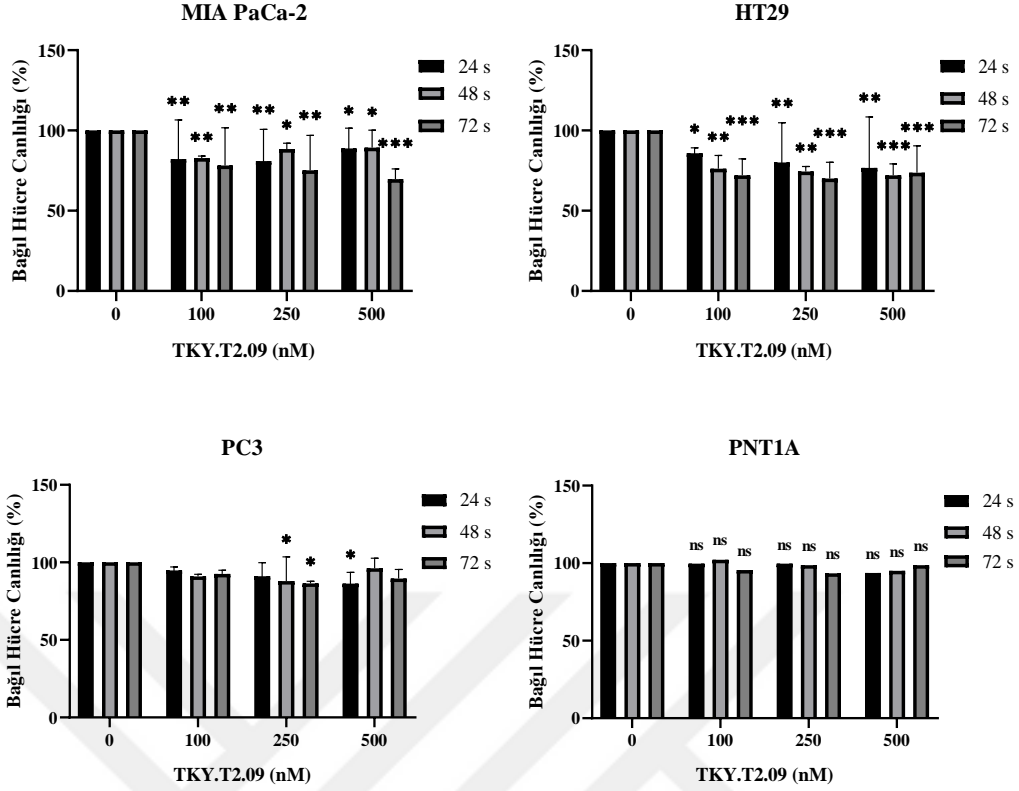 MIA PaCa-2
150
100
50
0
Bağıl Hücre Canlılığı (%)
** ** ** ** * ** * * ***
24 s
48 s
72 s
0 100 250 500
TKY.T2.09 (nM)
HT29
150
100
50
0
Bağıl Hücre Canlılığı (%)
* ** *** ** ** *** ** *** ***
24 s
48 s
72 s
0 100 250 500
TKY.T2.09 (nM)
PC3
150
100
50
0
Bağıl Hücre Canlılığı (%)
* * *
24 s
48 s
72 s
0 100 250 500
TKY.T2.09 (nM)
PNT1A
150
100
50
0
Bağıl Hücre Canlılığı (%)
ns ns ns ns ns ns ns ns ns
24 s
48 s
72 s
0 100 250 500
TKY.T2.09 (nM)